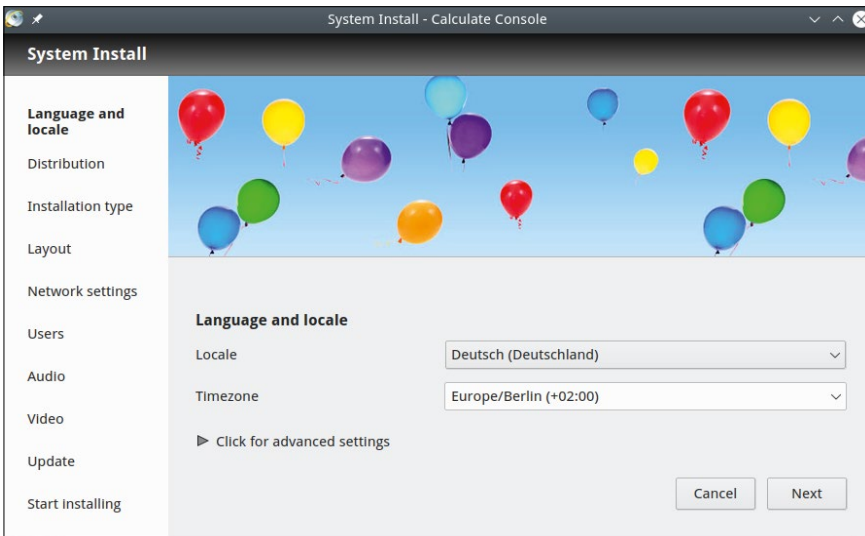 System Install - Calculate Console
System Install
Language and
locale
Distribution
Installation type
Layout
Network settings
Users
Audio
Video
Update
Start installing
Language and locale
Locale
Deutsch (Deutschland)
Timezone
Europe/Berlin (+02:00)
Click for advanced settings
Cancel
Next